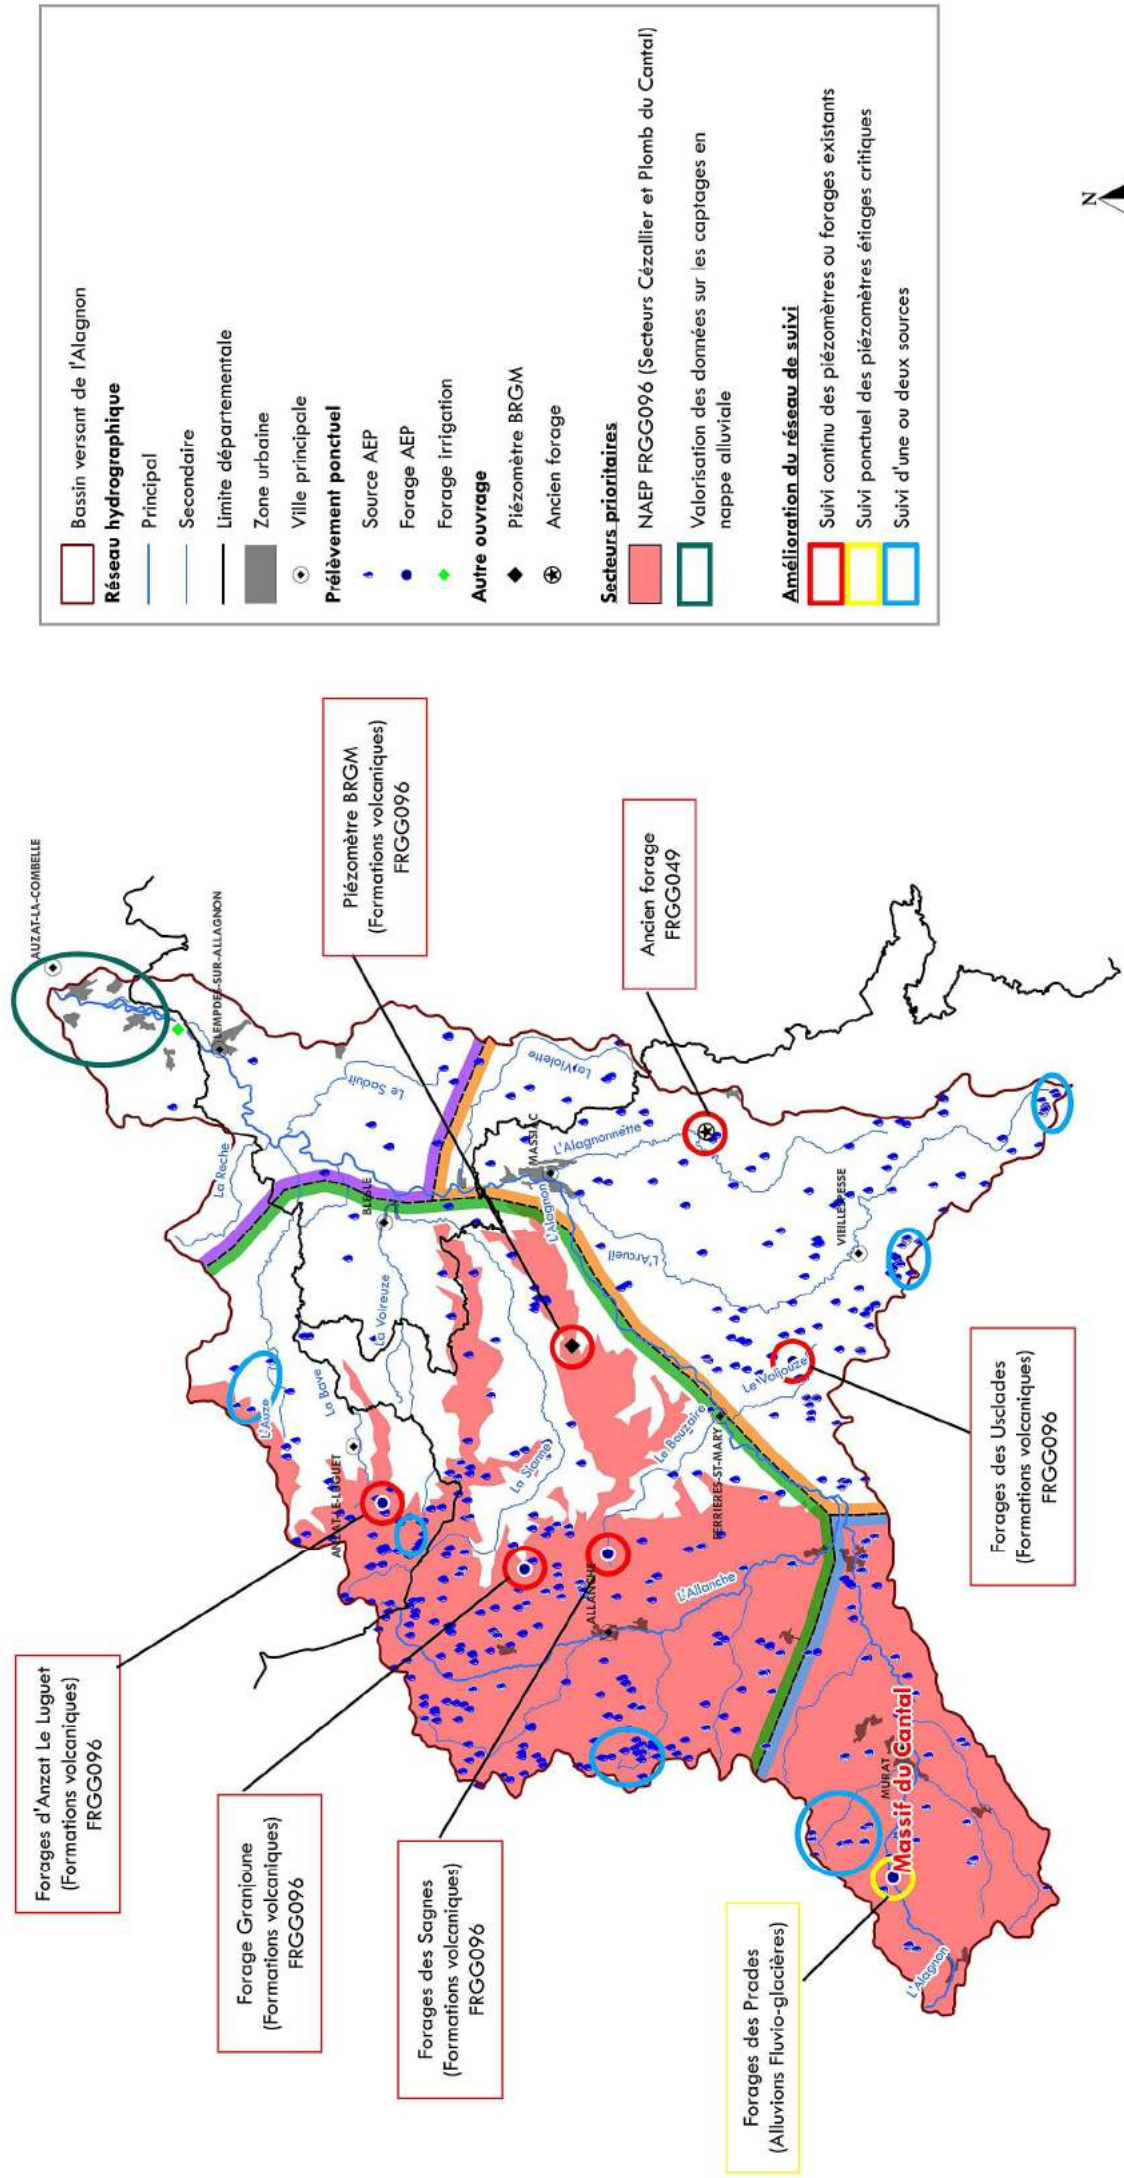 Forages d'Anzat Le Luguet
(Formations volcaniques)
FRGG096
Forage Granjoune
(Formations volcaniques)
FRGG096
Forages des Sagnes
(Formations volcaniques)
FRGG096
Forages des Prades
(Alluvions Fluvio-glacières)
Piézomètre BRGM
(Formations volcaniques)
FRGG096
Ancien forage
FRGG049
Forages des Usclades
(Formations volcaniques)
FRGG096
AUZAT-LA-COMBELLE
LEMPDES-SUR-ALLAGNON
La Roche
Le Saduit
BLESLE
La Voireuze
L'Auze
La Bave
ANZAT-LE-LUGUET
La Violette
MASSIAC
L'Alagnonnette
L'Alagnon
L'Arcueil
VIEILLESPESSE
La Sianne
Le Bouzaire
Le Valjouze
FERRIERES-ST-MARY
ALLANCHE
L'Allanche
MURAT
Massif du Cantal
L'Alagnon
Bassin versant de l'Alagnon
Réseau hydrographique
Principal
Secondaire
Limite départementale
Zone urbaine
Ville principale
Prélèvement ponctuel
Source AEP
Forage AEP
Forage irrigation
Autre ouvrage
Piézomètre BRGM
Ancien forage
Secteurs prioritaires
NAEP FRGG096 (Secteurs Cézallier et Plomb du Cantal)
Valorisation des données sur les captages en
nappe alluviale
Amélioration du réseau de suivi
Suivi continu des piézomètres ou forages existants
Suivi ponctuel des piézomètres étiages critiques
Suivi d'une ou deux sources
N